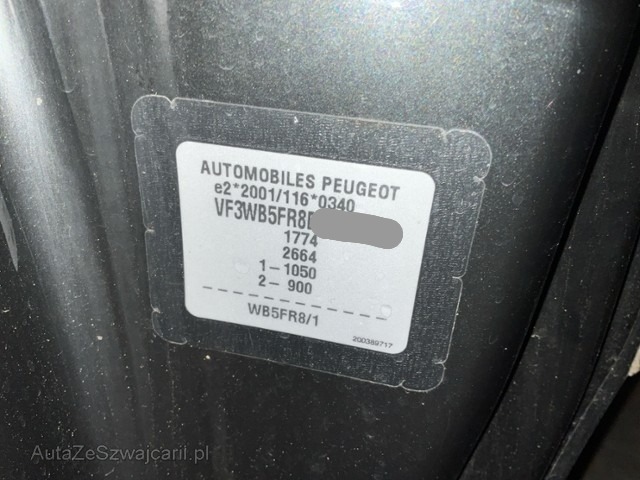 AUTOMOBILES PEUGEOT
e2*2001/116*0340
VF3WB5FR8
1774
2664
1-1050
2-900
WB5FR8/1
200389717
AutaZeSzwajcarii.pl